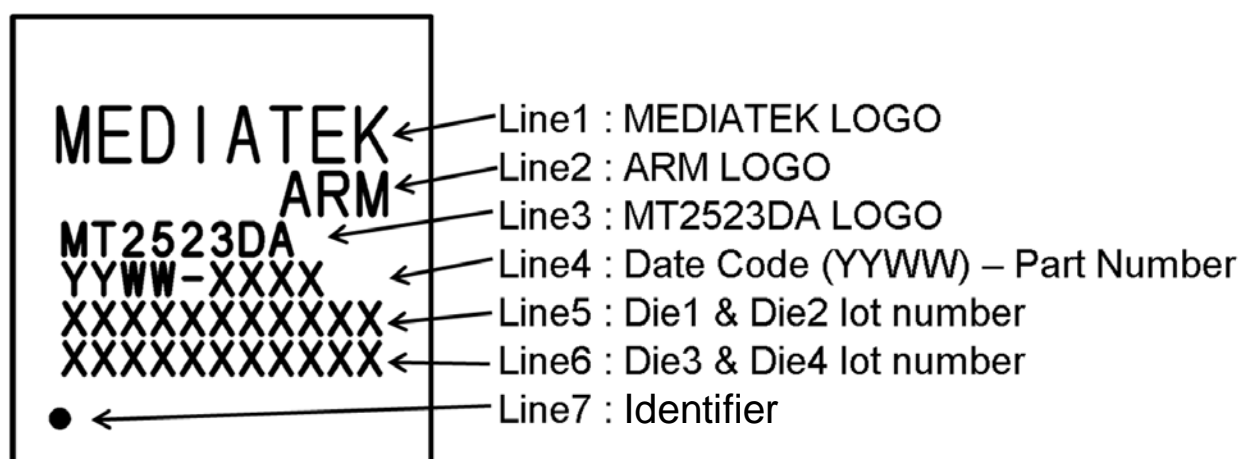 MEDIATEK
ARM
MT2523DA
YYWW-XXXX
XXXXXXXXXXX
XXXXXXXXXXX
Line1 : MEDIATEK LOGO
Line2 : ARM LOGO
Line3 : MT2523DA LOGO
Line4 : Date Code (YYWW) – Part Number
Line5 : Die1 & Die2 lot number
Line6 : Die3 & Die4 lot number
Line7 : Identifier